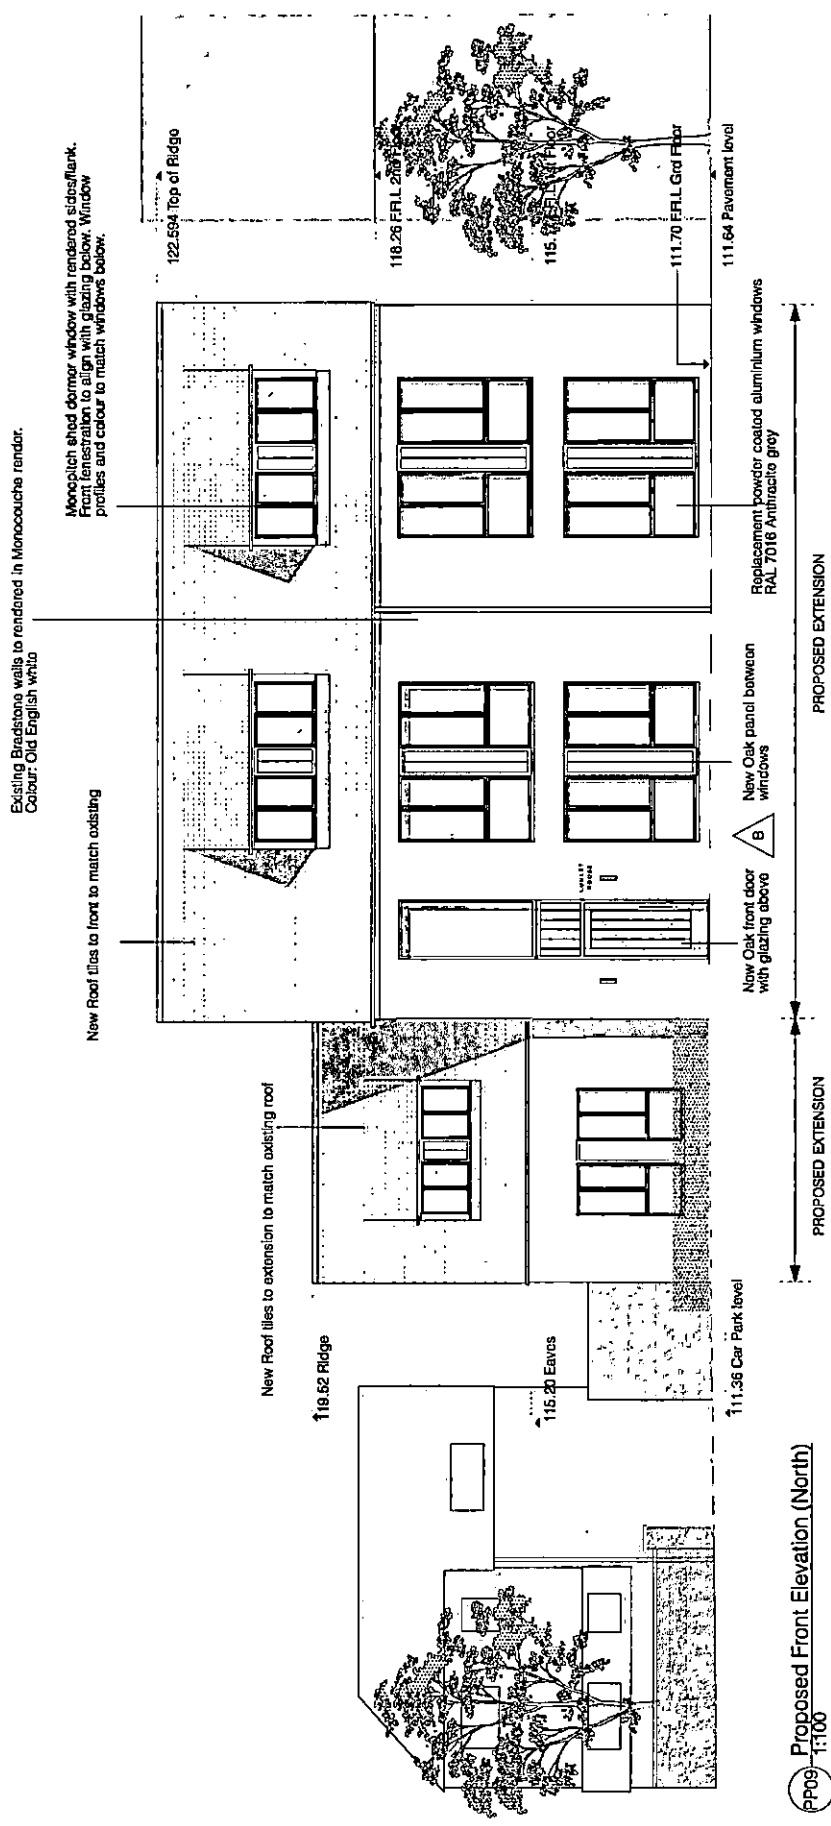 Existing Bradstone walls to rendered in Monocouche render.
Colour: Old English white
Monopitch shed dormer window with rendered sides/flank.
Front fenestration to align with glazing below. Window
profiles and colour to match windows below.
New Roof tiles to front to match existing
New Roof tiles to extension to match existing roof
122.594 Top of Ridge
118.26 F.F.L 2nd Floor
115.
Floor
111.70 F.F.L Grd Floor
111.64 Pavement level
119.52 Ridge
115.20 Eaves
111.36 Car Park level
HOUSE
New Oak front door
with glazing above
B
New Oak panel between
windows
Replacement powder coated aluminium windows
RAL 7016 Anthracite grey
PROPOSED EXTENSION
PROPOSED EXTENSION
PP09
Proposed Front Elevation (North)
1:100